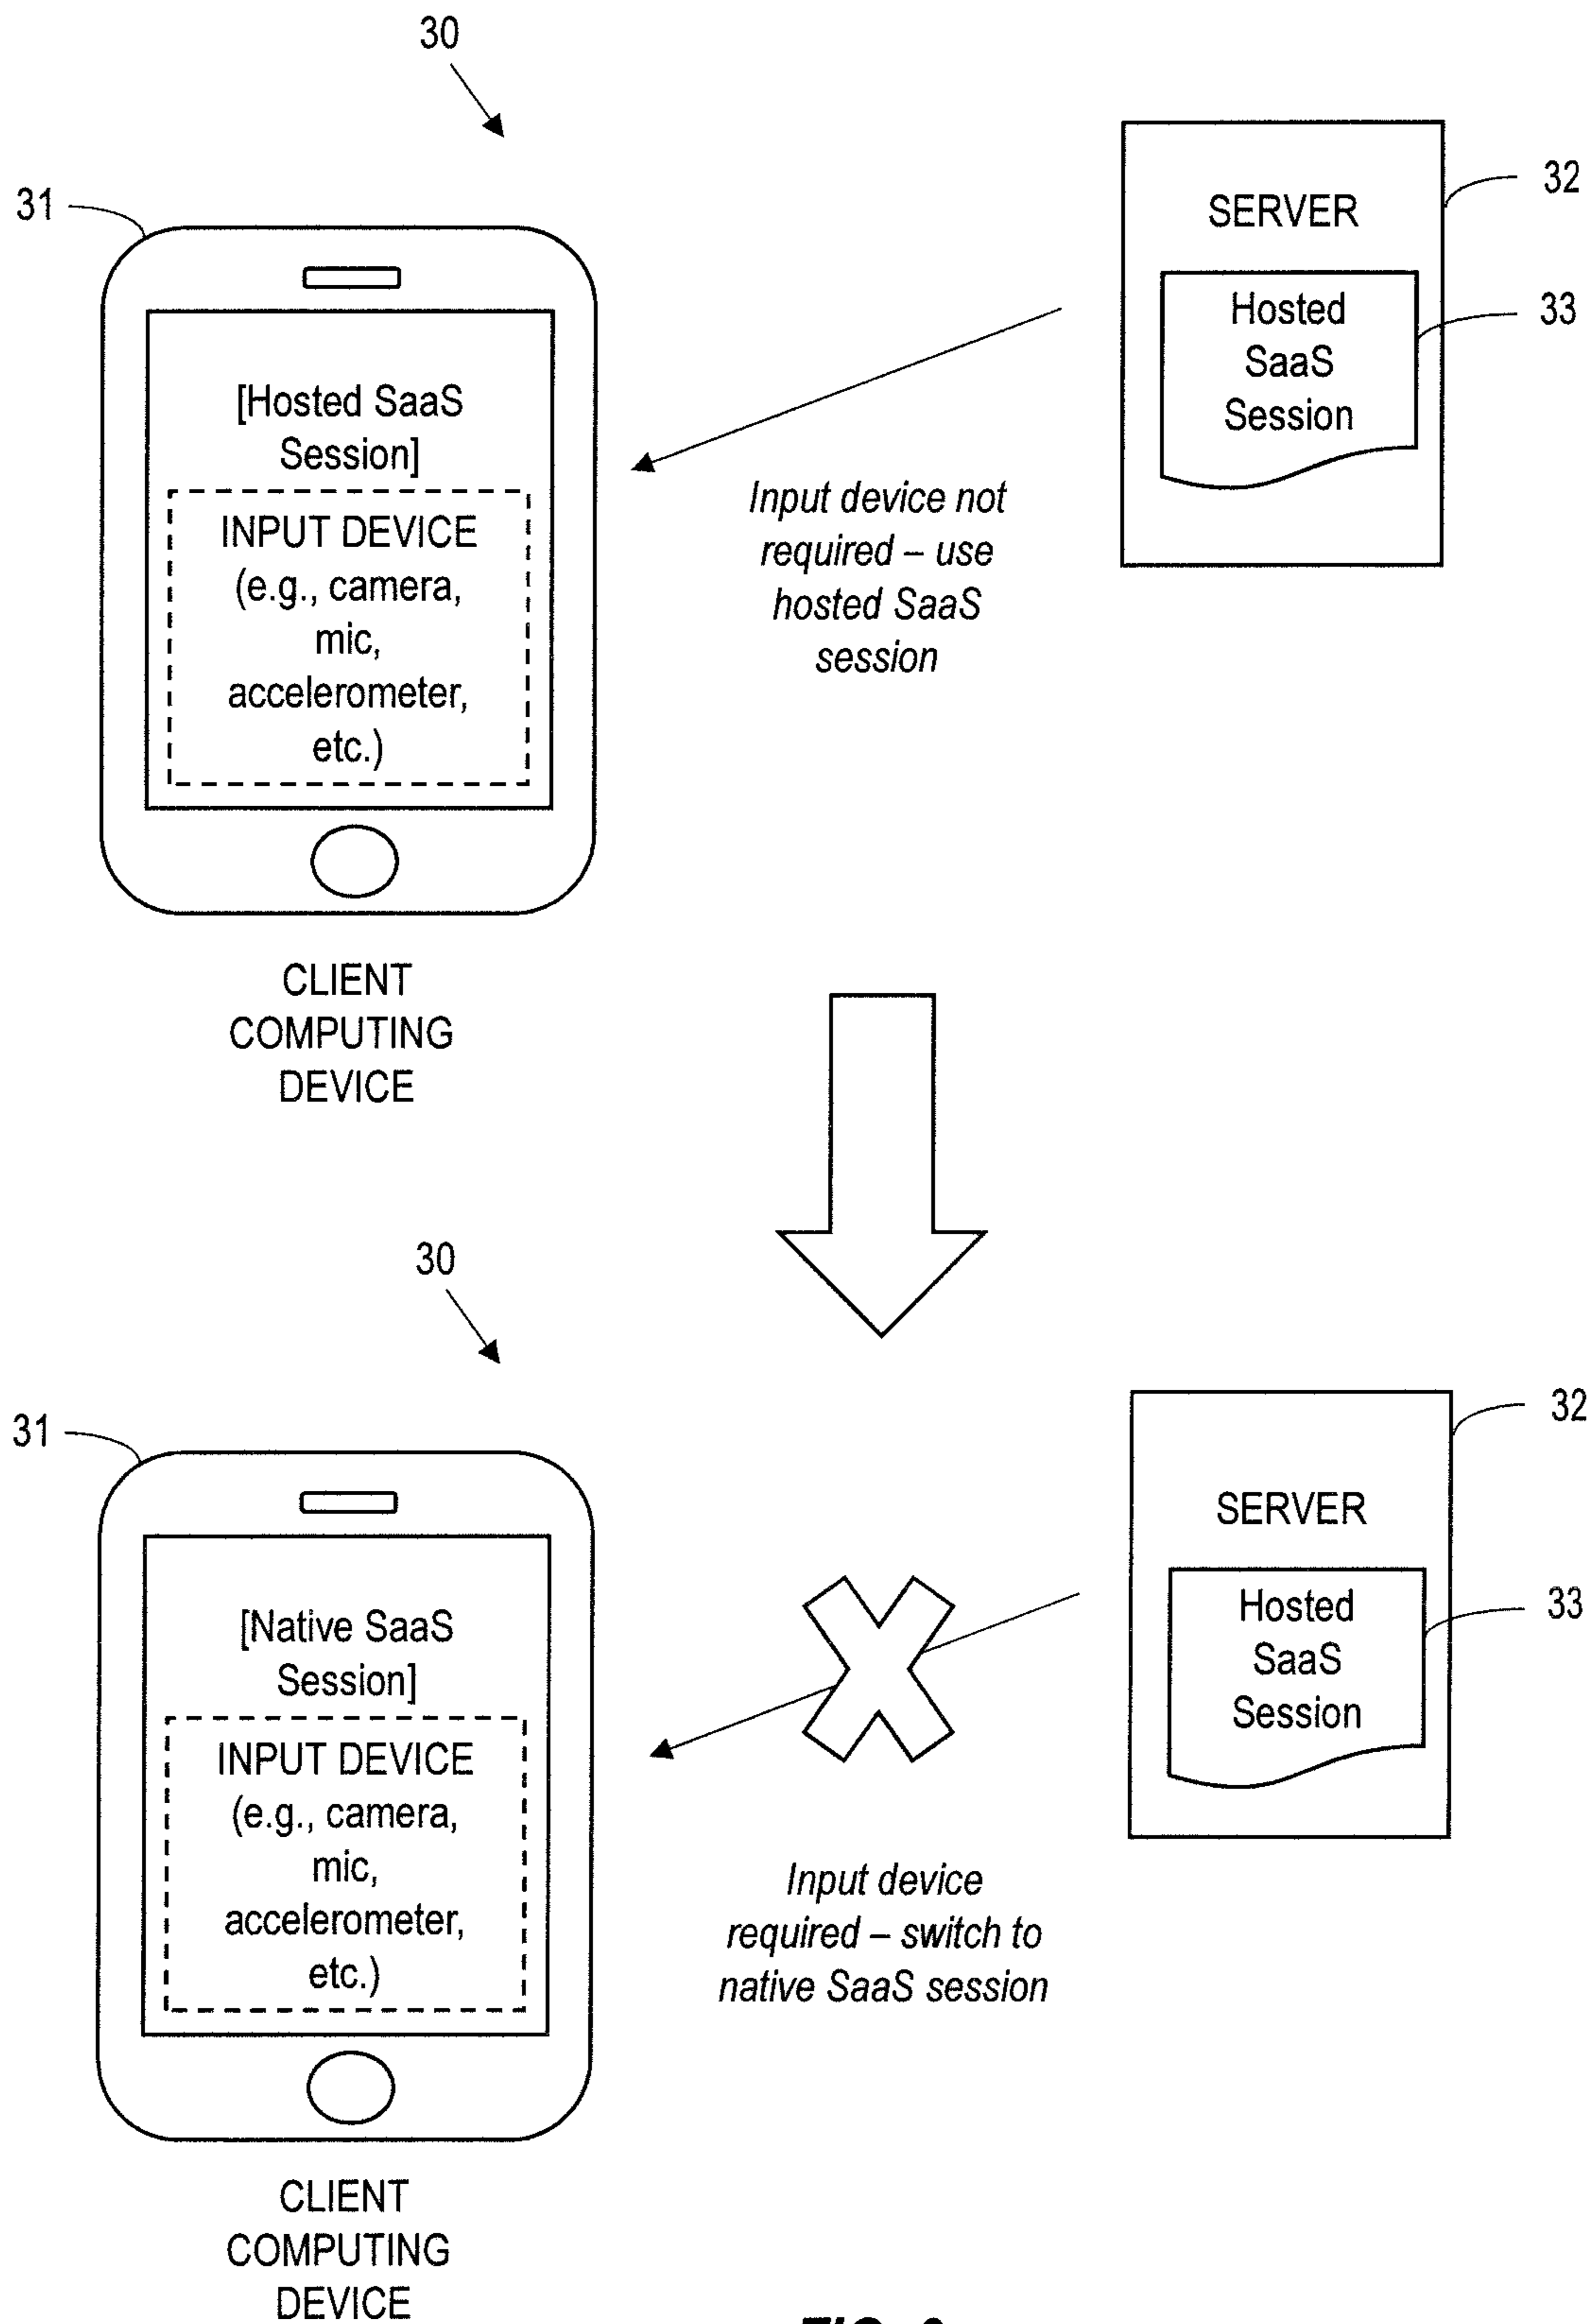 30
31
32
SERVER
33
Hosted
SaaS
Session
[Hosted SaaS
Session]
INPUT DEVICE
(e.g., camera,
mic,
accelerometer,
etc.)
Input device not
required – use
hosted SaaS
session
CLIENT
COMPUTING
DEVICE
30
31
32
SERVER
33
Hosted
SaaS
Session
[Native SaaS
Session]
INPUT DEVICE
(e.g., camera,
mic,
accelerometer,
etc.)
Input device
required – switch to
native SaaS session
CLIENT
COMPUTING
DEVICE
FIG.